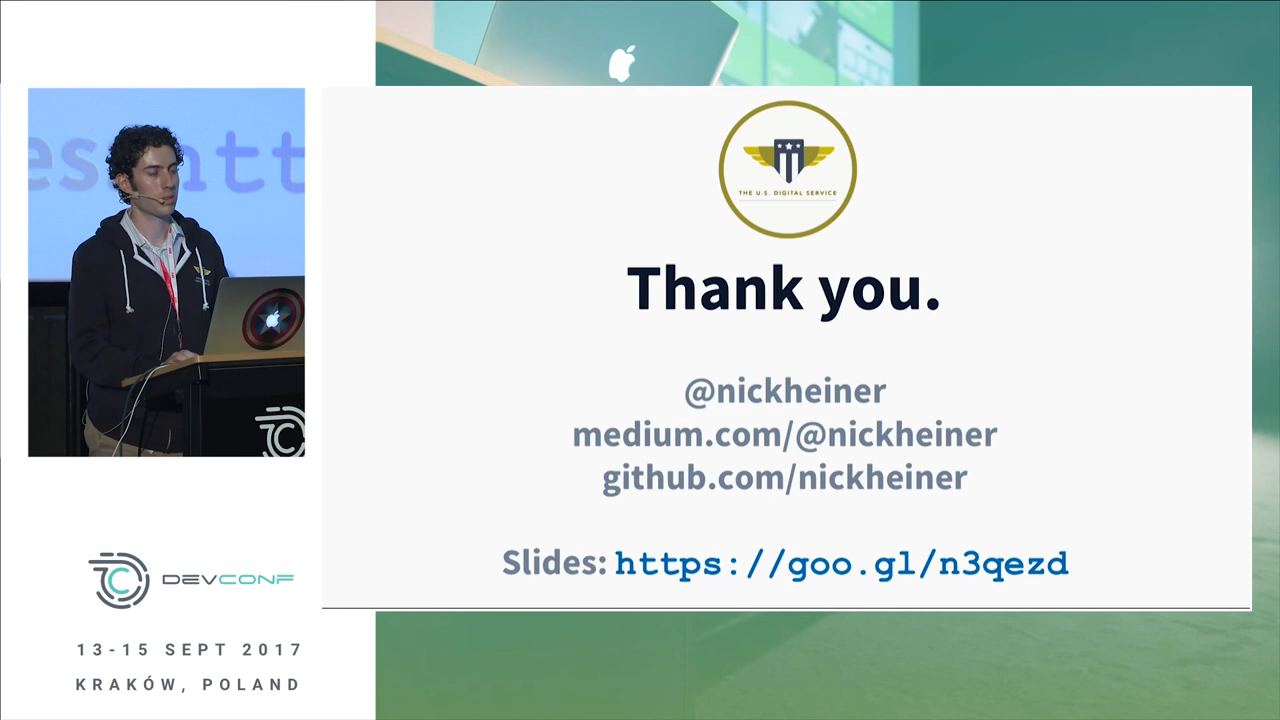 THE U.S. DIGITAL SERVICE
Thank you.
@nickheiner
medium.com/@nickheiner
github.com/nickheiner
Slides: https://goo.gl/n3qezd
DEVCONF
13-15 SEPT 2017
KRAKÓW, POLAND